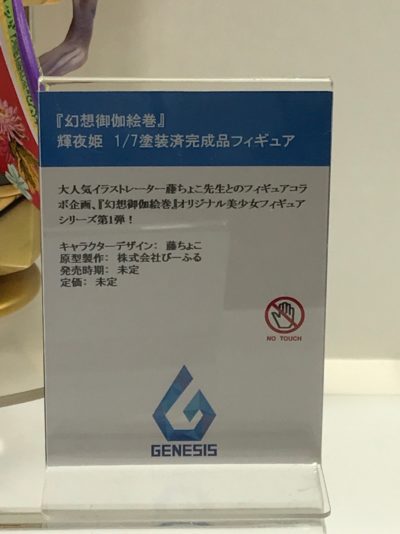 『幻想御伽絵巻』
輝夜姫 1/7塗装済完成品フィギュア
大人気イラストレーター藤ちょこ先生とのフィギュアコラ
ボ企画、『幻想御伽絵巻』オリジナル美少女フィギュア
シリーズ第1弾！
キャラクターデザイン： 藤ちょこ
原型製作： 株式会社びーふる
発売時期： 未定
定価： 未定
NO TOUCH
GENESIS